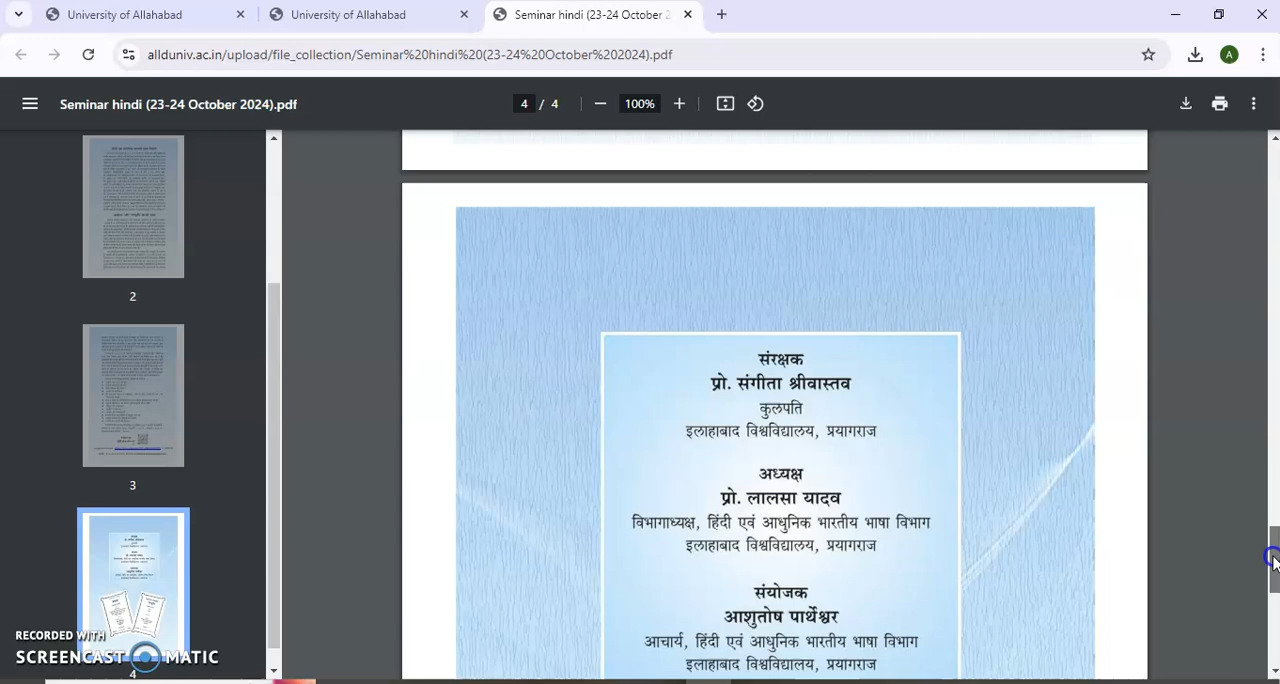 University of Allahabad
University of Allahabad
Seminar hindi (23-24 October 2
allduniv.ac.in/upload/file_collection/Seminar%20hindi%20(23-24%20October%202024).pdf
A
Seminar hindi (23-24 October 2024).pdf
4 / 4
100%
2
3
4
संरक्षक
प्रो. संगीता श्रीवास्तव
कुलपति
इलाहाबाद विश्वविद्यालय, प्रयागराज
अध्यक्ष
प्रो. लालसा यादव
विभागाध्यक्ष, हिंदी एवं आधुनिक भारतीय भाषा विभाग
इलाहाबाद विश्वविद्यालय, प्रयागराज
संयोजक
आशुतोष पार्थेश्वर
आचार्य, हिंदी एवं आधुनिक भारतीय भाषा विभाग
इलाहाबाद विश्वविद्यालय, प्रयागराज
RECORDED WITH
SCREENCAST MATIC